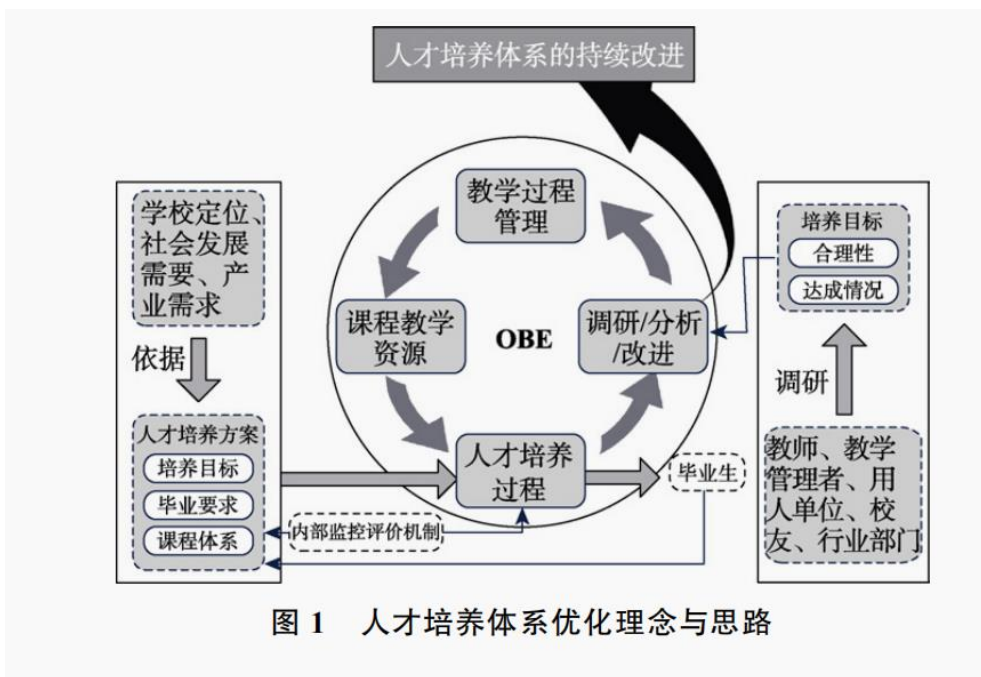 人才培养体系的持续改进
学校定位、
社会发展
需要、产
业需求
依据
人才培养方案
培养目标
毕业要求
课程体系
内部监控评价机制
教学过程
管理
课程教学
资源
OBE
调研/分析
/改进
人才培养
过程
毕业生
培养目标
合理性
达成情况
调研
教师、教学
管理者、用
人单位、校
友、行业部门
图 1 人才培养体系优化理念与思路